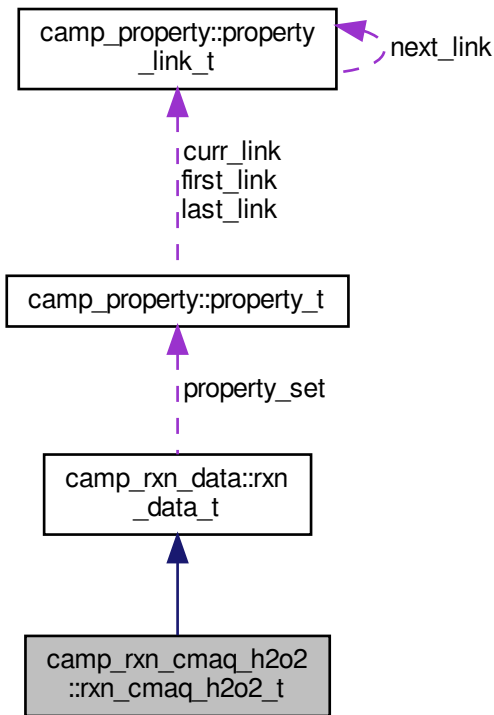 camp_property::property
_link_t
next_link
curr_link
first_link
last_link
camp_property::property_t
property_set
camp_rxn_data::rxn
_data_t
camp_rxn_cmaq_h2o2
::rxn_cmaq_h2o2_t